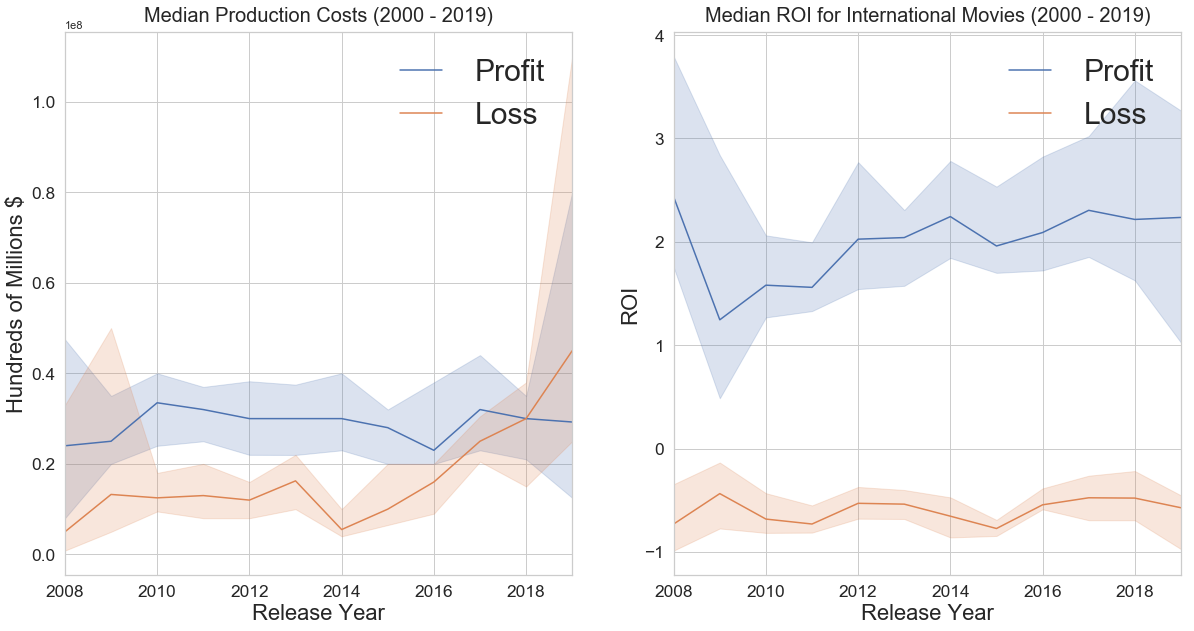 Median Production Costs (2000 - 2019)
1e8
Profit
Loss
1.0
0.8
0.6
0.4
0.2
0.0
Hundreds of Millions $
2008 2010 2012 2014 2016 2018
Release Year
Median ROI for International Movies (2000 - 2019)
Profit
Loss
4
3
2
1
0
−1
ROI
2008 2010 2012 2014 2016 2018
Release Year